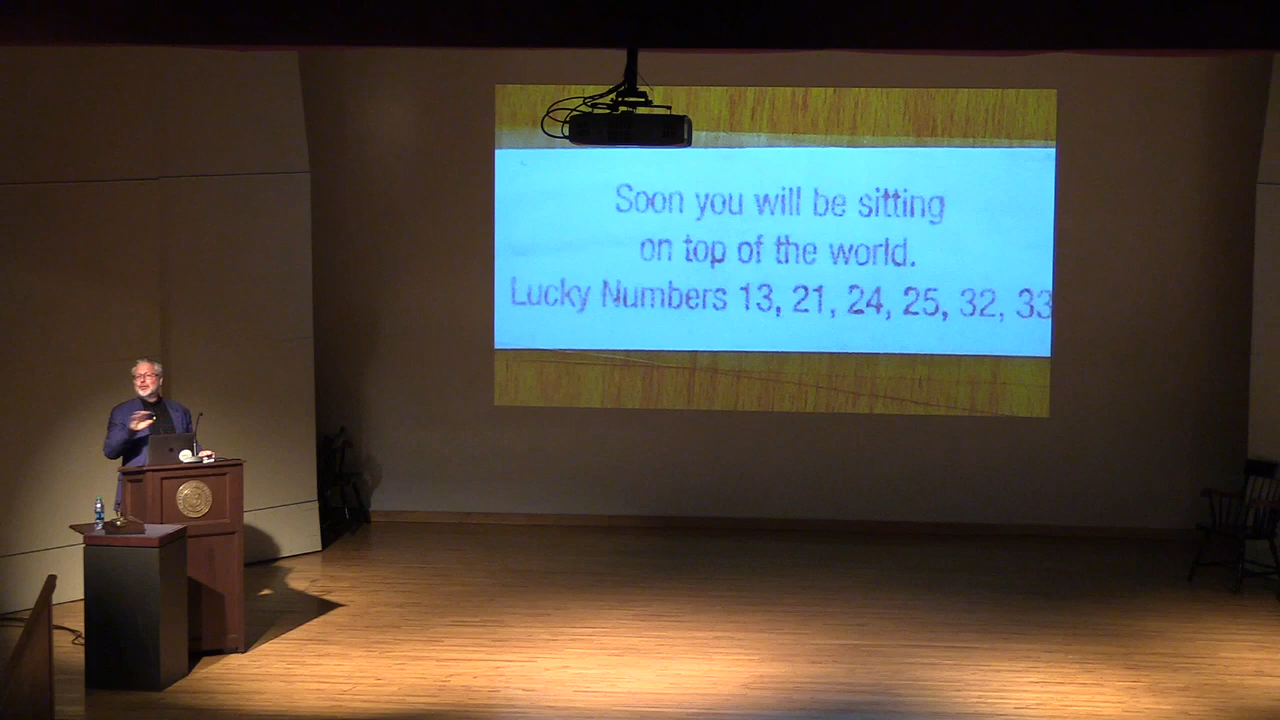 Soon you will be sitting
on top of the world.
Lucky Numbers 13, 21, 24, 25, 32, 33